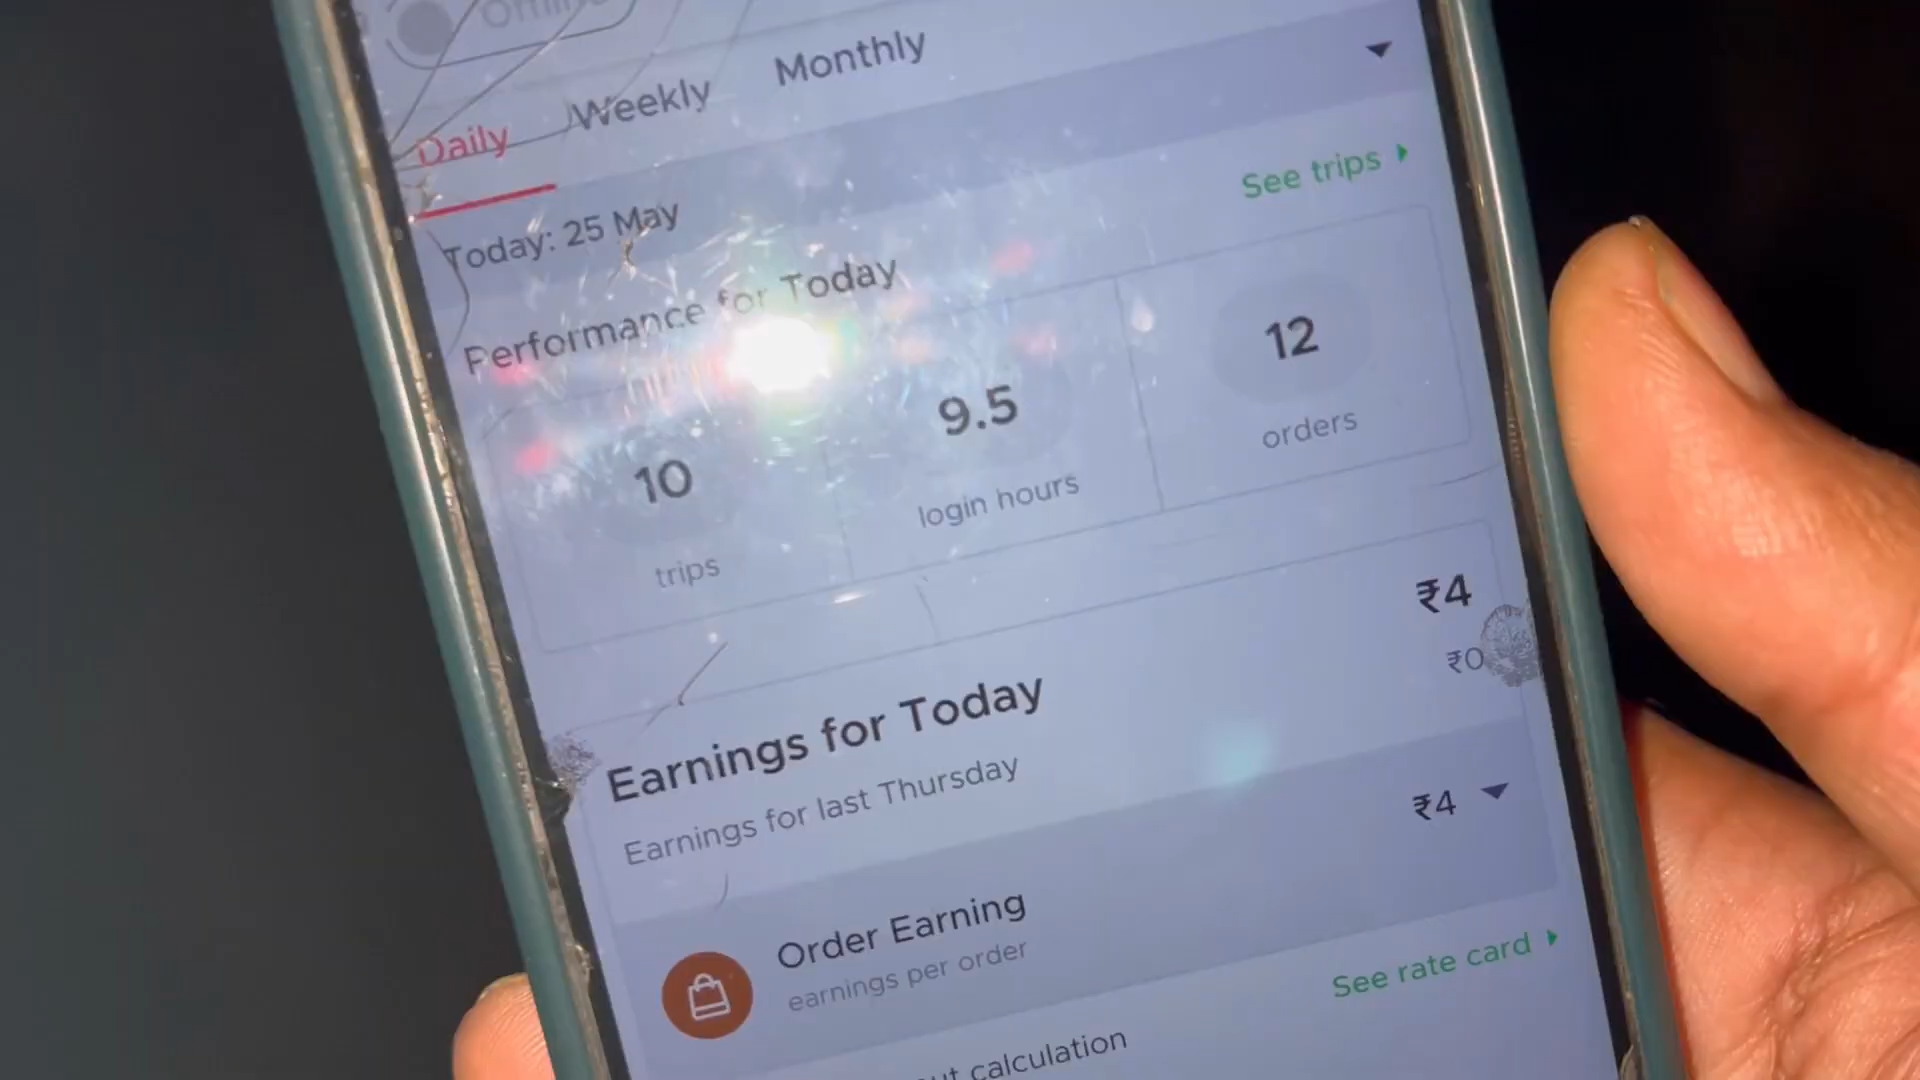 Daily Weekly Monthly
Today: 25 May
Performance for Today
See trips
10
trips
9.5
login hours
12
orders
Earnings for Today ₹4
Earnings for last Thursday ₹0
Order Earning ₹4
earnings per order
See rate card
calculation